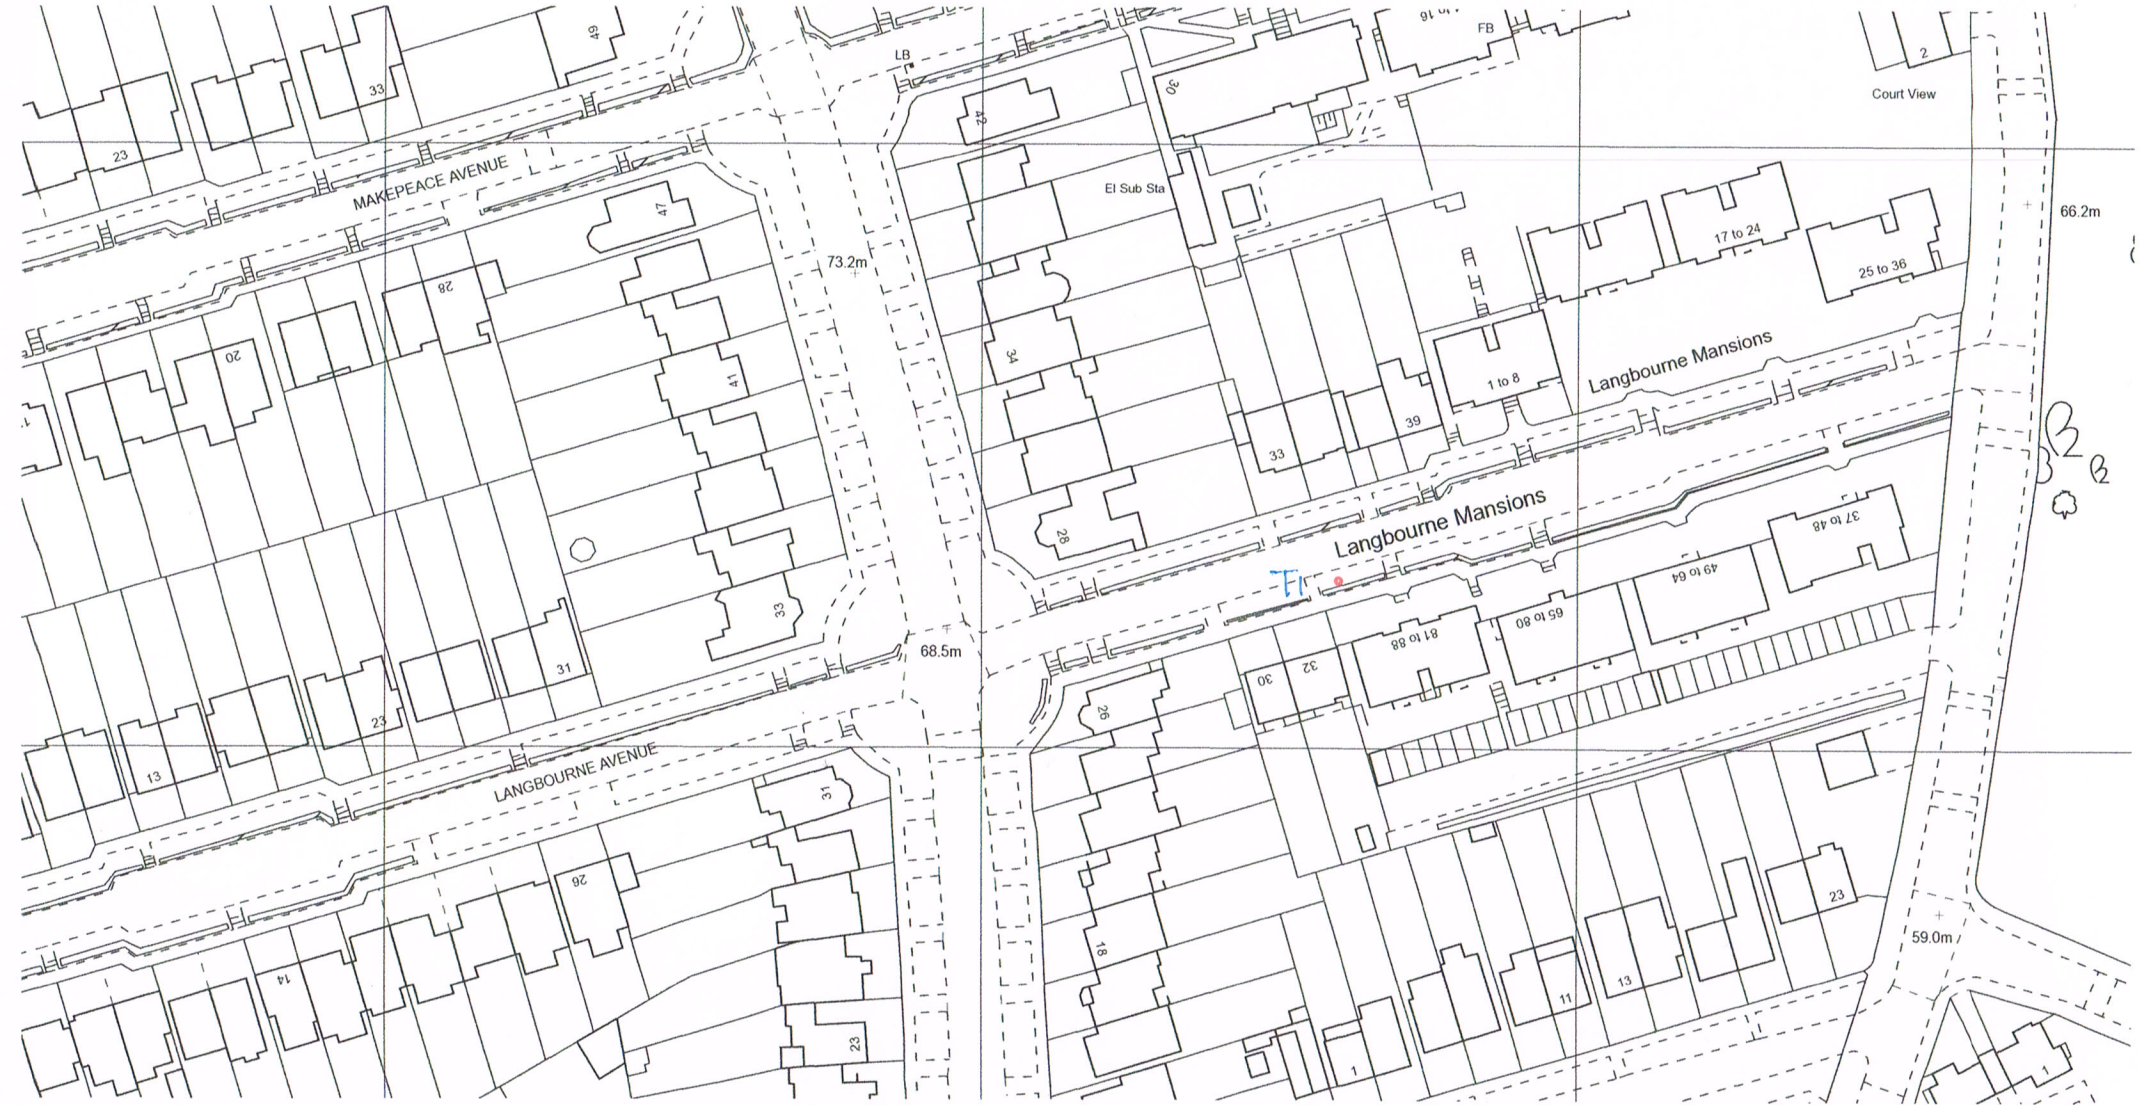 49
LB
16
FB
2
33
30
Court View
42
23
MAKEPEACE AVENUE
El Sub Sta
47
66.2m
17 to 24
73.2m
25 to 36
28
20
34
Langbourne Mansions
41
1 to 8
39
33
Langbourne Mansions
37 to 48
28
T1
49 to 64
33
65 to 80
81 to 88
68.5m
31
32
30
26
23
13
LANGBOURNE AVENUE
31
26
23
18
59.0m
14
13
11
23
1
1